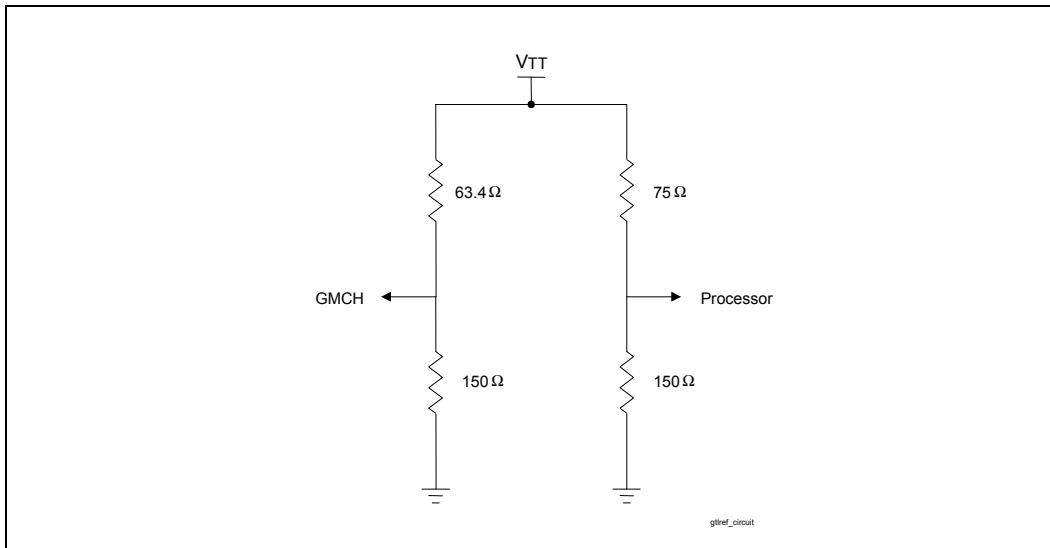 VTT
63.4Ω
75Ω
GMCH
Processor
150Ω
150Ω
gtlref_circuit